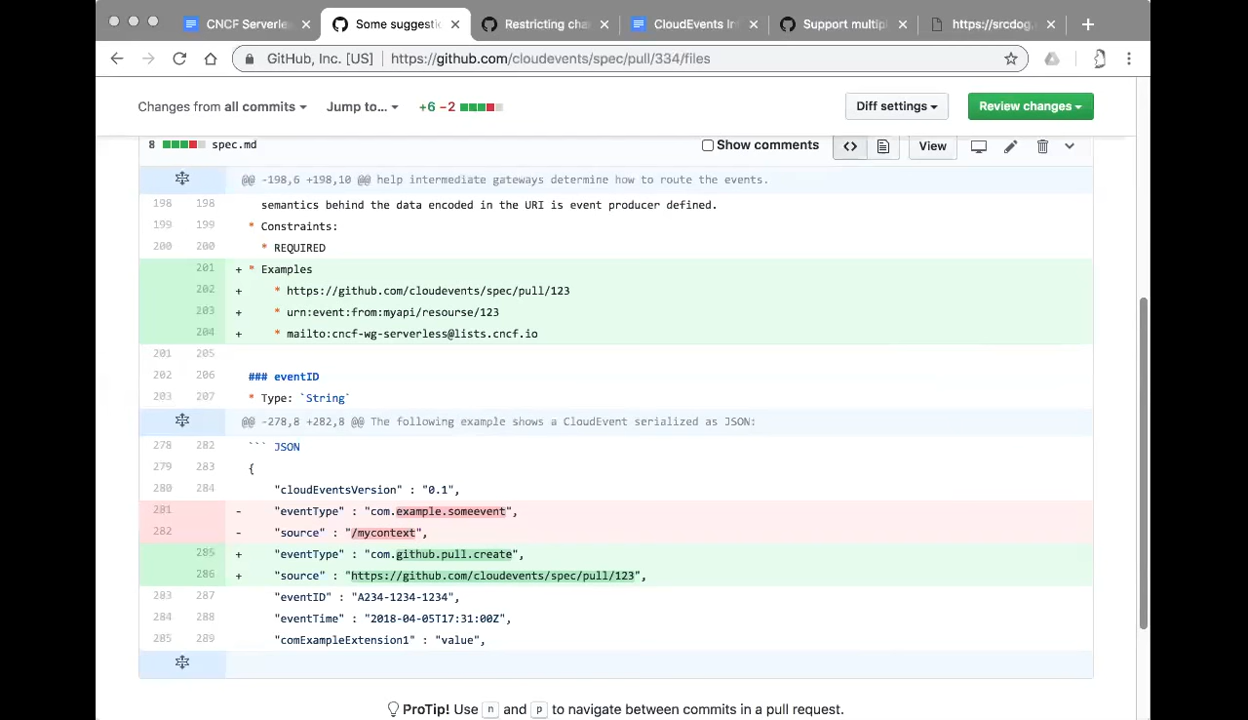 CNCF Serverle
Some suggesti
Restricting cha
CloudEvents In
Support multip
https://srcdog.
GitHub, Inc. [US]
https://github.com/cloudevents/spec/pull/334/files
Changes from all commits
Jump to...
+6 −2
Diff settings
Review changes
8 spec.md
Show comments
View
@@ -198,6 +198,10 @@ help intermediate gateways determine how to route the events.
198 198 semantics behind the data encoded in the URI is event producer defined.
199 199 * Constraints:
200 200 * REQUIRED
201 + * Examples
202 + * https://github.com/cloudevents/spec/pull/123
203 + * urn:event:from:myapi/resourse/123
204 + * mailto:cncf-wg-serverless@lists.cncf.io
201 205
202 206 ### eventID
203 207 * Type: `String`
@@ -278,8 +282,8 @@ The following example shows a CloudEvent serialized as JSON:
278 282 ``` JSON
279 283 {
280 284 "cloudEventsVersion" : "0.1",
281 - "eventType" : "com.example.someevent",
282 - "source" : "/mycontext",
285 + "eventType" : "com.github.pull.create",
286 + "source" : "https://github.com/cloudevents/spec/pull/123",
283 287 "eventID" : "A234-1234-1234",
284 288 "eventTime" : "2018-04-05T17:31:00Z",
285 289 "comExampleExtension1" : "value",
ProTip! Use n and p to navigate between commits in a pull request.